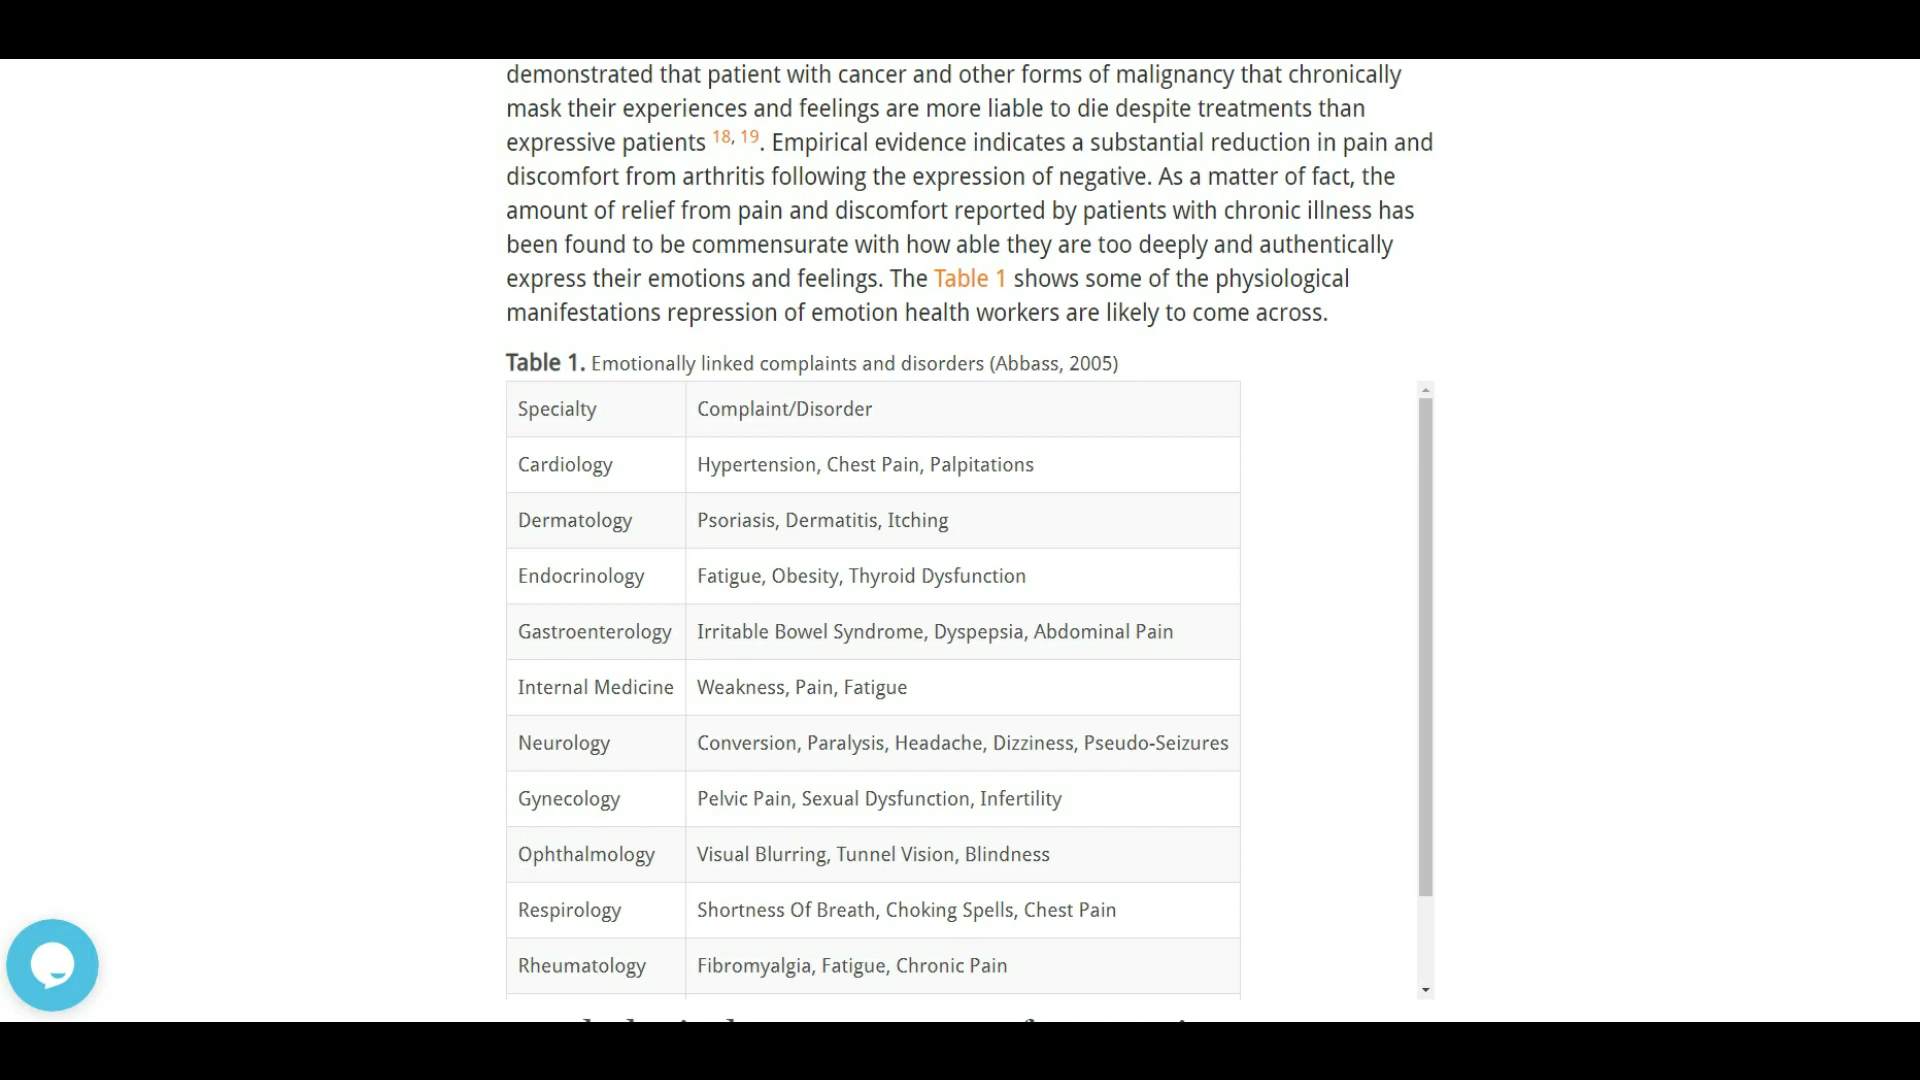 demonstrated that patient with cancer and other forms of malignancy that chronically
mask their experiences and feelings are more liable to die despite treatments than
expressive patients 18, 19. Empirical evidence indicates a substantial reduction in pain and
discomfort from arthritis following the expression of negative. As a matter of fact, the
amount of relief from pain and discomfort reported by patients with chronic illness has
been found to be commensurate with how able they are too deeply and authentically
express their emotions and feelings. The Table 1 shows some of the physiological
manifestations repression of emotion health workers are likely to come across.
Table 1. Emotionally linked complaints and disorders (Abbass, 2005)
Specialty Complaint/Disorder
Cardiology Hypertension, Chest Pain, Palpitations
Dermatology Psoriasis, Dermatitis, Itching
Endocrinology Fatigue, Obesity, Thyroid Dysfunction
Gastroenterology Irritable Bowel Syndrome, Dyspepsia, Abdominal Pain
Internal Medicine Weakness, Pain, Fatigue
Neurology Conversion, Paralysis, Headache, Dizziness, Pseudo-Seizures
Gynecology Pelvic Pain, Sexual Dysfunction, Infertility
Ophthalmology Visual Blurring, Tunnel Vision, Blindness
Respirology Shortness Of Breath, Choking Spells, Chest Pain
Rheumatology Fibromyalgia, Fatigue, Chronic Pain